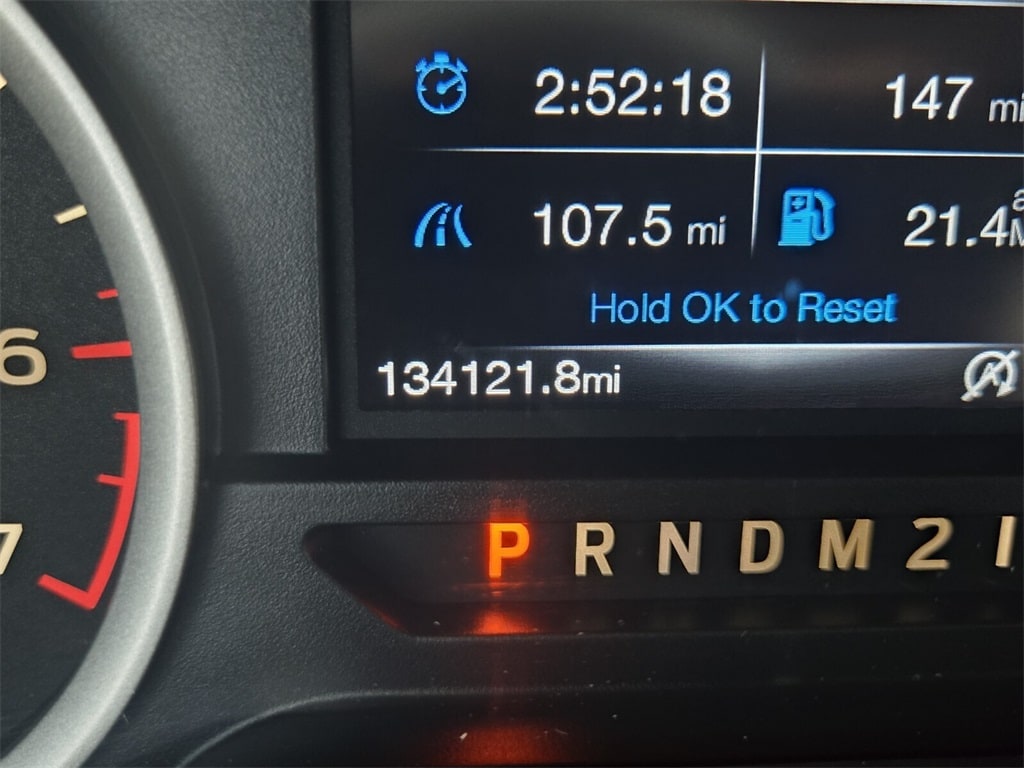 2:52:18 147 mi
107.5 mi 21.4
Hold OK to Reset
134121.8mi
6
P R N D M 2
7